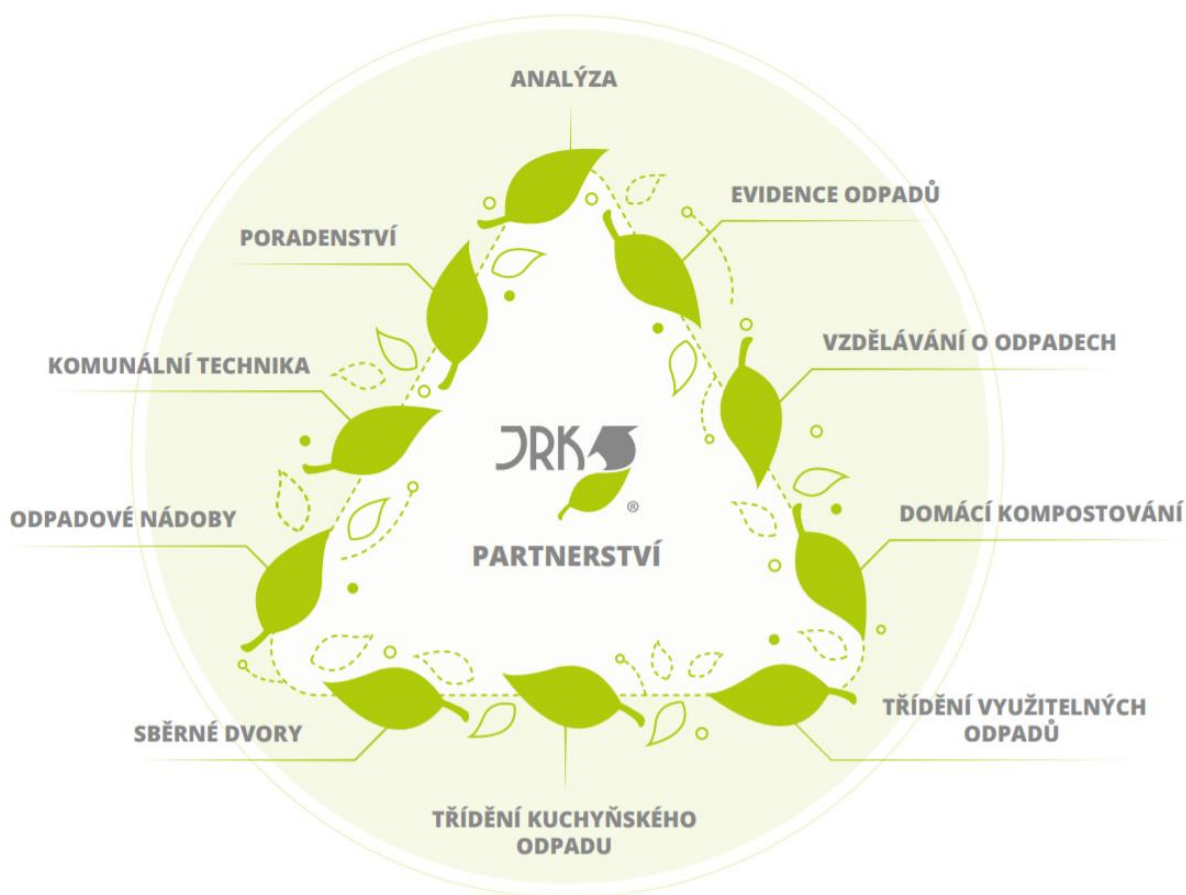 ANALÝZA
EVIDENCE ODPADŮ
PORADENSTVÍ
VZDĚLÁVÁNÍ O ODPADECH
KOMUNÁLNÍ TECHNIKA
JRK
®
ODPADOVÉ NÁDOBY
DOMÁCÍ KOMPOSTOVÁNÍ
PARTNERSTVÍ
TŘÍDĚNÍ VYUŽITELNÝCH
ODPADŮ
SBĚRNÉ DVORY
TŘÍDĚNÍ KUCHYŇSKÉHO
ODPADU